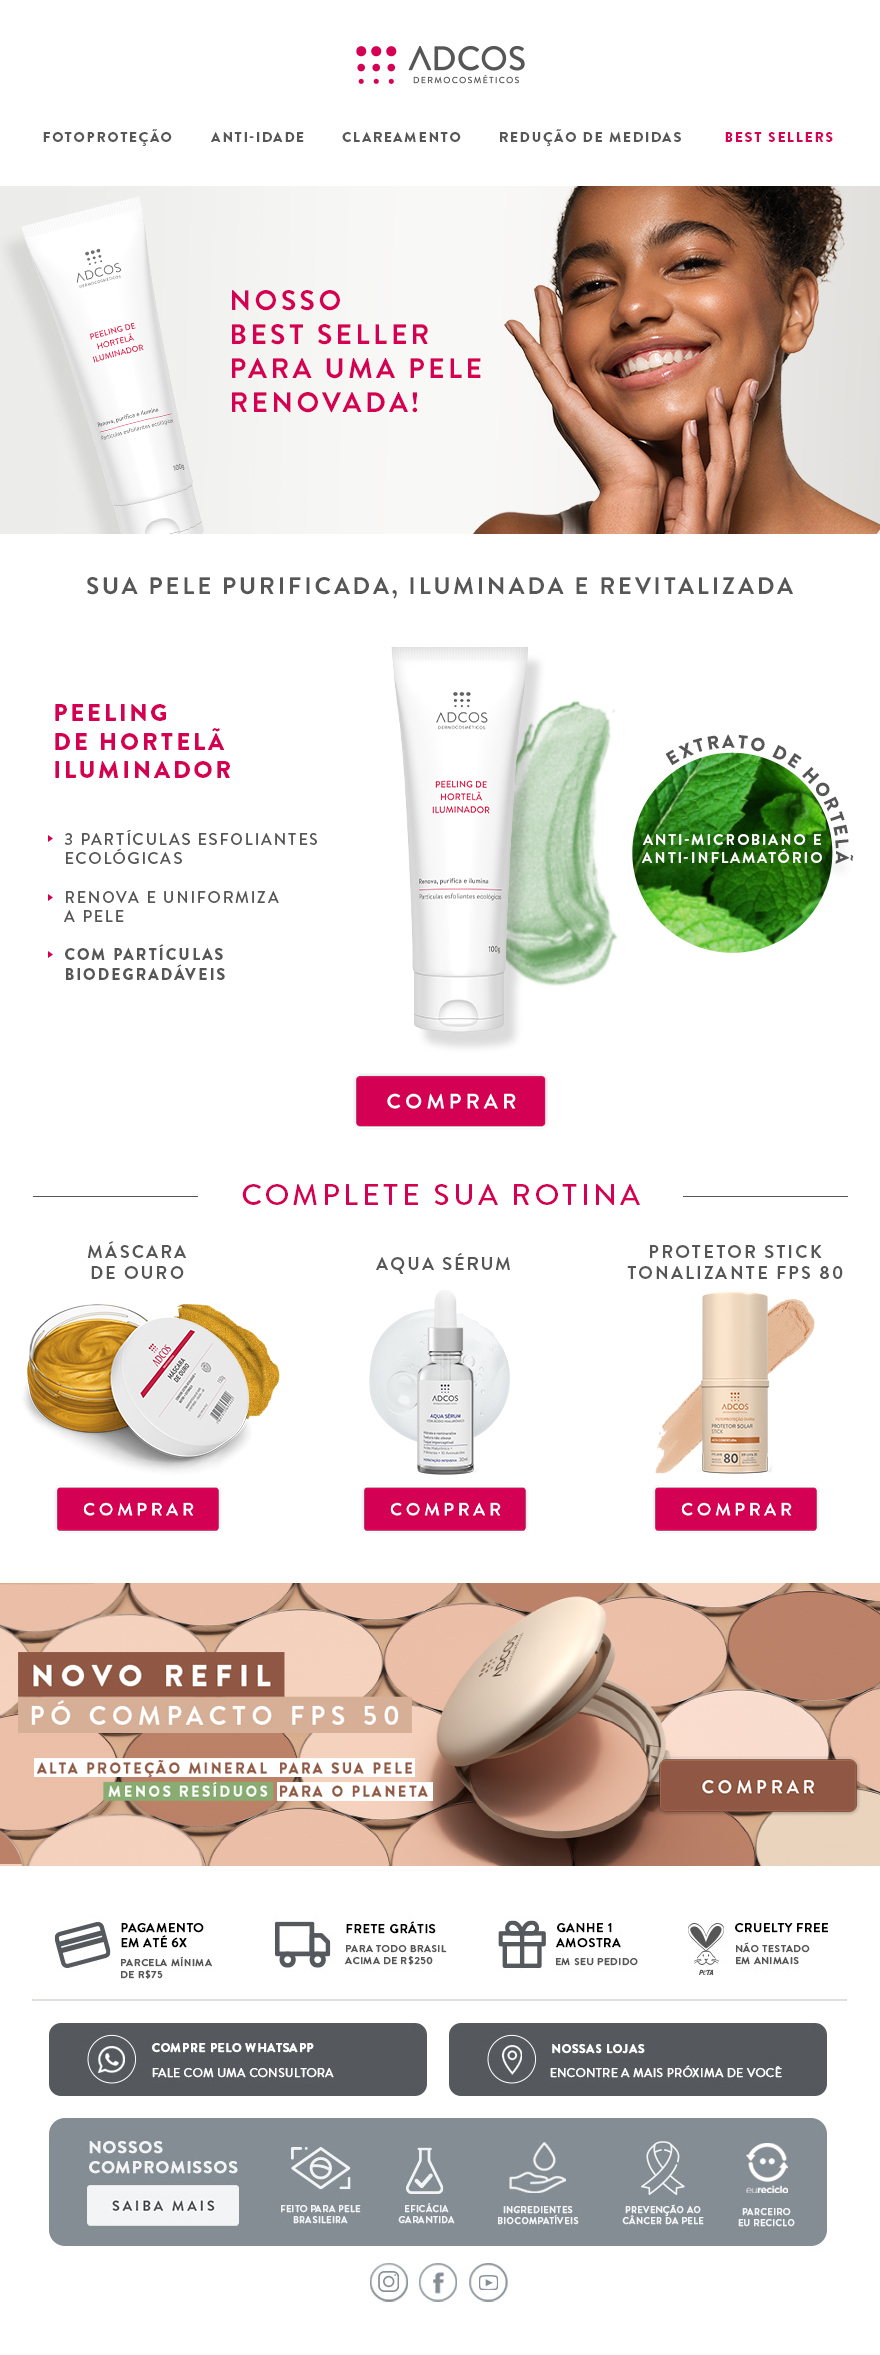 ADCOS
DERMOCOSMÉTICOS
FOTOPROTEÇÃO
ANTI-IDADE
CLAREAMENTO
REDUÇÃO DE MEDIDAS
BEST SELLERS
ADCOS
DERMOCOSMÉTICOS
PEELING DE
HORTELÃ
ILUMINADOR
Renova, purifica e ilumina
Partículas esfoliantes ecológicas
100g
NOSSO
BEST SELLER
PARA UMA PELE
RENOVADA!
SUA PELE PURIFICADA, ILUMINADA E REVITALIZADA
PEELING
DE HORTELÃ
ILUMINADOR
3 PARTÍCULAS ESFOLIANTES
ECOLÓGICAS
RENOVA E UNIFORMIZA
A PELE
COM PARTÍCULAS
BIODEGRADÁVEIS
ADCOS
DERMOCOSMÉTICOS
PEELING DE
HORTELÃ
ILUMINADOR
Renova, purifica e ilumina
Partículas esfoliantes ecológicas
100g
EXTRATO DE HORTELÃ
ANTI-MICROBIANO E
ANTI-INFLAMATÓRIO
COMPRAR
COMPLETE SUA ROTINA
MÁSCARA
DE OURO
ADCOS
MÁSCARA
DE OURO
COMPRAR
AQUA SÉRUM
ADCOS
AQUA SÉRUM
COM ÁCIDO HIALURÔNICO
30ml
COMPRAR
PROTETOR STICK
TONALIZANTE FPS 80
ADCOS
PROTETOR SOLAR
STICK
80
COMPRAR
NOVO REFIL
PÓ COMPACTO FPS 50
ALTA PROTEÇÃO MINERAL PARA SUA PELE
MENOS RESÍDUOS PARA O PLANETA
ADCOS
COMPRAR
PAGAMENTO
EM ATÉ 6X
PARCELA MÍNIMA
DE R$75
FRETE GRÁTIS
PARA TODO BRASIL
ACIMA DE R$250
GANHE 1
AMOSTRA
EM SEU PEDIDO
PeTA
CRUELTY FREE
NÃO TESTADO
EM ANIMAIS
COMPRE PELO WHATSAPP
FALE COM UMA CONSULTORA
NOSSAS LOJAS
ENCONTRE A MAIS PRÓXIMA DE VOCÊ
NOSSOS
COMPROMISSOS
SAIBA MAIS
FEITO PARA PELE
BRASILEIRA
EFICÁCIA
GARANTIDA
INGREDIENTES
BIOCOMPATÍVEIS
PREVENÇÃO AO
CÂNCER DA PELE
eureciclo
PARCEIRO
EU RECICLO